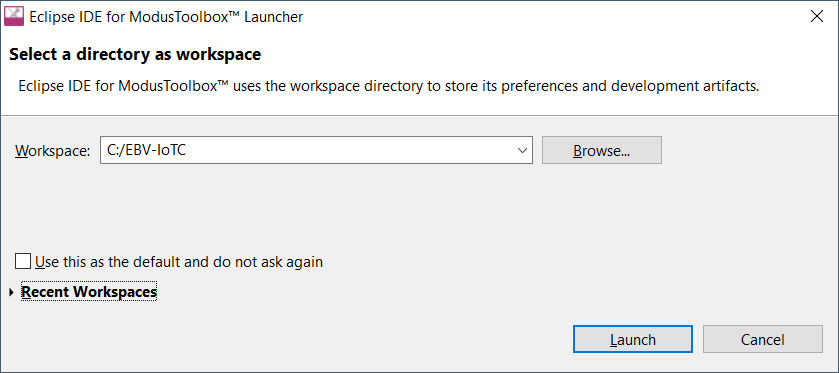 Eclipse IDE for ModusToolbox™ Launcher
Select a directory as workspace
Eclipse IDE for ModusToolbox™ uses the workspace directory to store its preferences and development artifacts.
Workspace: C:/EBV-IoTC Browse...
Use this as the default and do not ask again
Recent Workspaces
Launch Cancel